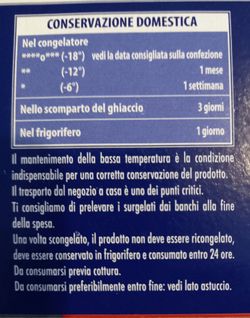 CONSERVAZIONE DOMESTICA
Nel congelatore
****o*** (-18°) vedi la data consigliata sulla confezione
** (-12°) 1 mese
* (-6°) 1 settimana
Nello scomparto del ghiaccio 3 giorni
Nel frigorifero 1 giorno
Il mantenimento della bassa temperatura è la condizione
indispensabile per una corretta conservazione del prodotto.
Il trasporto dal negozio a casa è uno dei punti critici.
Ti consigliamo di prelevare i surgelati dai banchi alla fine
della spesa.
Una volta scongelato, il prodotto non deve essere ricongelato,
deve essere conservato in frigorifero e consumato entro 24 ore.
Da consumarsi previa cottura.
Da consumarsi preferibilmente entro fine: vedi lato astuccio.